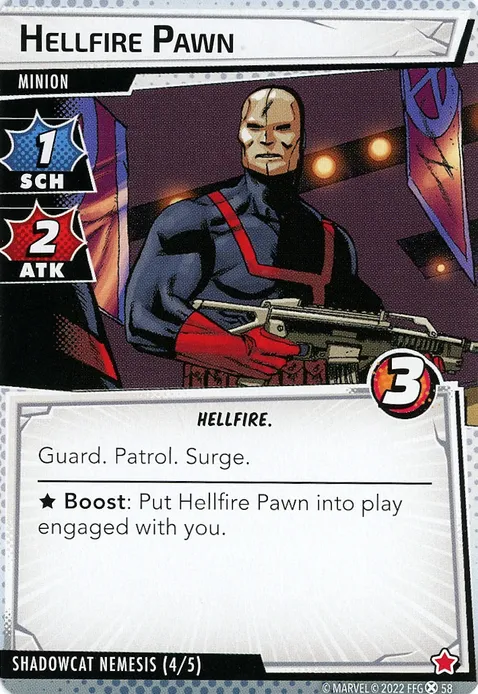 HELLFIRE PAWN
MINION
1
SCH
2
ATK
3
HELLFIRE.
Guard. Patrol. Surge.
★ Boost: Put Hellfire Pawn into play
engaged with you.
SHADOWCAT NEMESIS (4/5)
© MARVEL © 2022 FFG 58